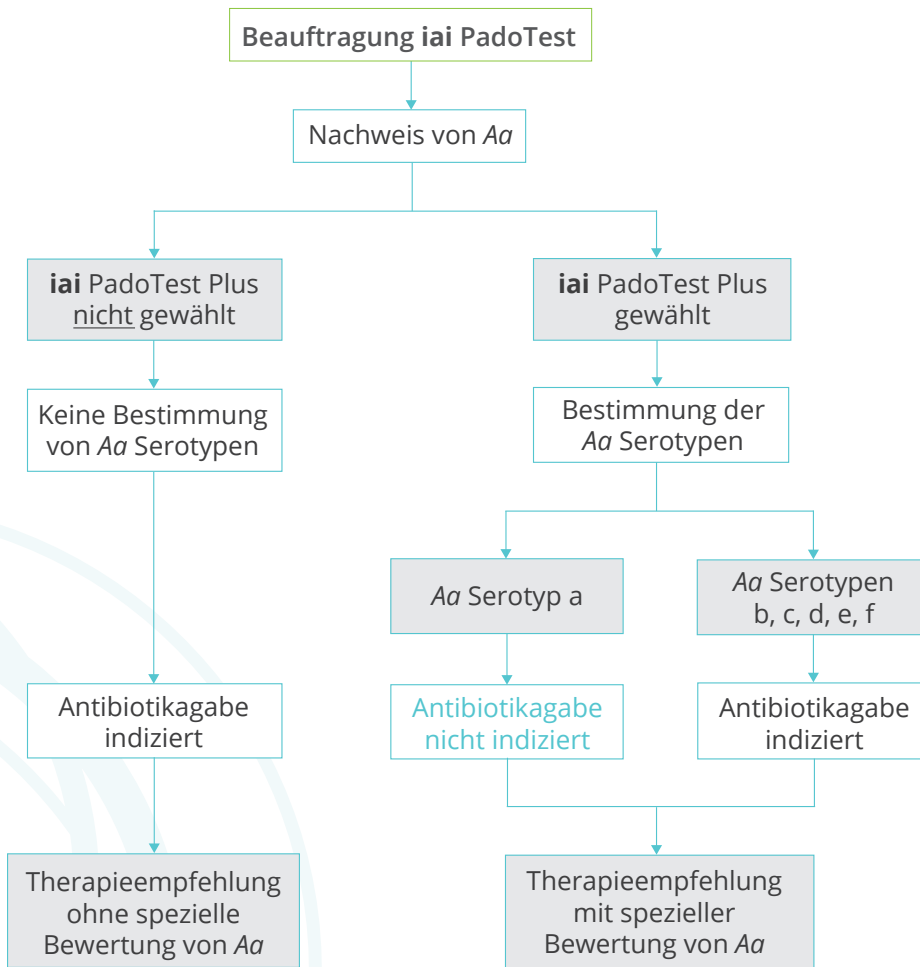 Beauftragung iai PadoTest
Nachweis von Aa
iai PadoTest Plus
nicht gewählt
iai PadoTest Plus
gewählt
Keine Bestimmung
von Aa Serotypen
Bestimmung der
Aa Serotypen
Aa Serotyp a
Aa Serotypen
b, c, d, e, f
Antibiotikagabe
indiziert
Antibiotikagabe
nicht indiziert
Antibiotikagabe
indiziert
Therapieempfehlung
ohne spezielle
Bewertung von Aa
Therapieempfehlung
mit spezieller
Bewertung von Aa